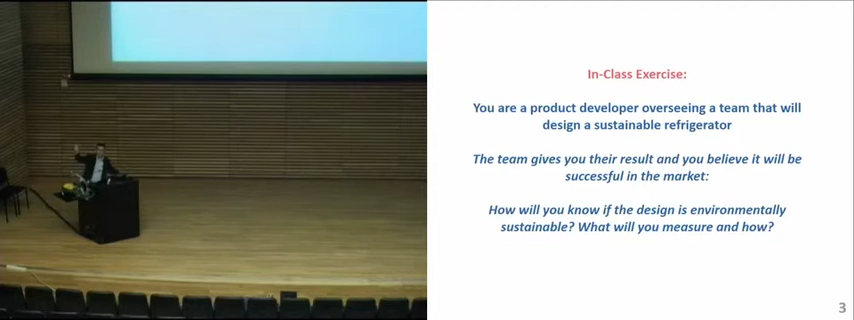 In-Class Exercise:
You are a product developer overseeing a team that will
design a sustainable refrigerator
The team gives you their result and you believe it will be
successful in the market:
How will you know if the design is environmentally
sustainable? What will you measure and how?
3